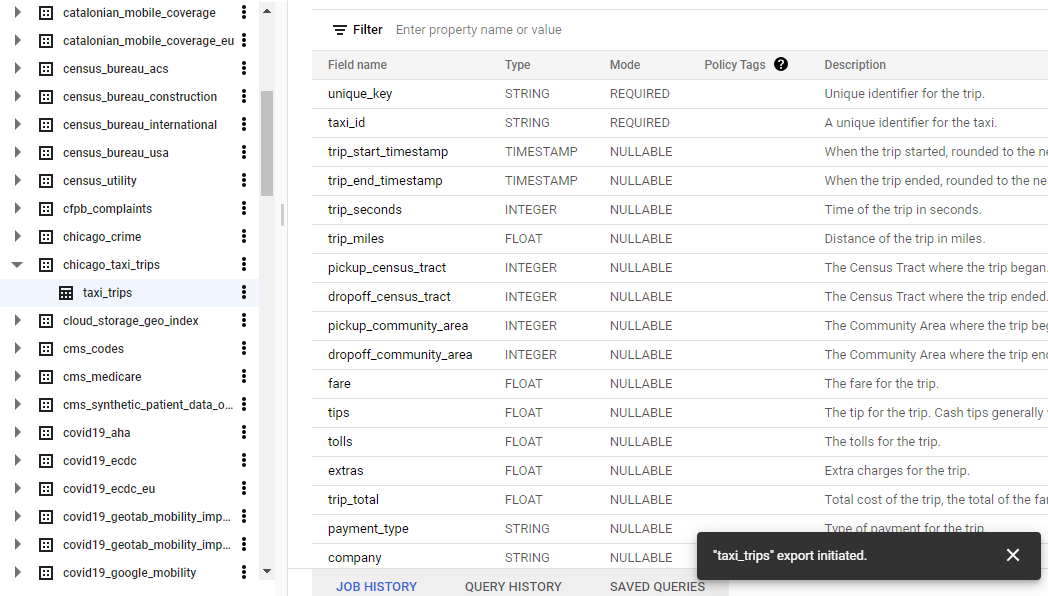 catalonian_mobile_coverage
catalonian_mobile_coverage_eu
census_bureau_acs
census_bureau_construction
census_bureau_international
census_bureau_usa
census_utility
cfpb_complaints
chicago_crime
chicago_taxi_trips
taxi_trips
cloud_storage_geo_index
cms_codes
cms_medicare
cms_synthetic_patient_data_o...
covid19_aha
covid19_ecdc
covid19_ecdc_eu
covid19_geotab_mobility_imp...
covid19_geotab_mobility_imp...
covid19_google_mobility
Filter Enter property name or value
Field name Type Mode Policy Tags ? Description
unique_key STRING REQUIRED Unique identifier for the trip.
taxi_id STRING REQUIRED A unique identifier for the taxi.
trip_start_timestamp TIMESTAMP NULLABLE When the trip started, rounded to the ne
trip_end_timestamp TIMESTAMP NULLABLE When the trip ended, rounded to the ne
trip_seconds INTEGER NULLABLE Time of the trip in seconds.
trip_miles FLOAT NULLABLE Distance of the trip in miles.
pickup_census_tract INTEGER NULLABLE The Census Tract where the trip began.
dropoff_census_tract INTEGER NULLABLE The Census Tract where the trip ended.
pickup_community_area INTEGER NULLABLE The Community Area where the trip beg
dropoff_community_area INTEGER NULLABLE The Community Area where the trip end
fare FLOAT NULLABLE The fare for the trip.
tips FLOAT NULLABLE The tip for the trip. Cash tips generally
tolls FLOAT NULLABLE The tolls for the trip.
extras FLOAT NULLABLE Extra charges for the trip.
trip_total FLOAT NULLABLE Total cost of the trip, the total of the far
payment_type STRING NULLABLE Type of payment for the trip.
company STRING NULLABLE
"taxi_trips" export initiated.
JOB HISTORY QUERY HISTORY SAVED QUERIES